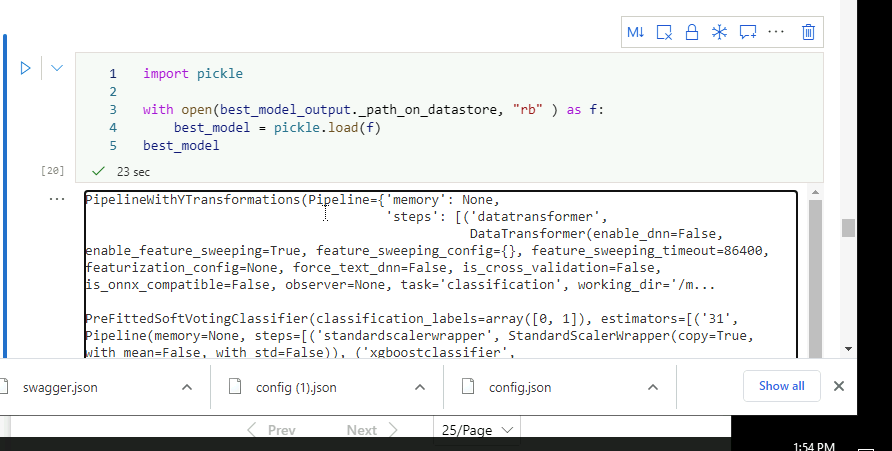 M↓
1 import pickle
2
3 with open(best_model_output._path_on_datastore, "rb" ) as f:
4 best_model = pickle.load(f)
5 best_model
[20]
23 sec
PipelineWithYTransformations(Pipeline={'memory': None,
'steps': [('datatransformer',
DataTransformer(enable_dnn=False,
enable_feature_sweeping=True, feature_sweeping_config={}, feature_sweeping_timeout=86400,
featurization_config=None, force_text_dnn=False, is_cross_validation=False,
is_onnx_compatible=False, observer=None, task='classification', working_dir='/m...
PreFittedSoftVotingClassifier(classification_labels=array([0, 1]), estimators=[('31',
Pipeline(memory=None, steps=[('standardscalerwrapper', StandardScalerWrapper(copy=True,
with_mean=False, with_std=False)), ('xgboostclassifier',
swagger.json
config (1).json
config.json
Show all
Prev
Next
25/Page
1:54 PM